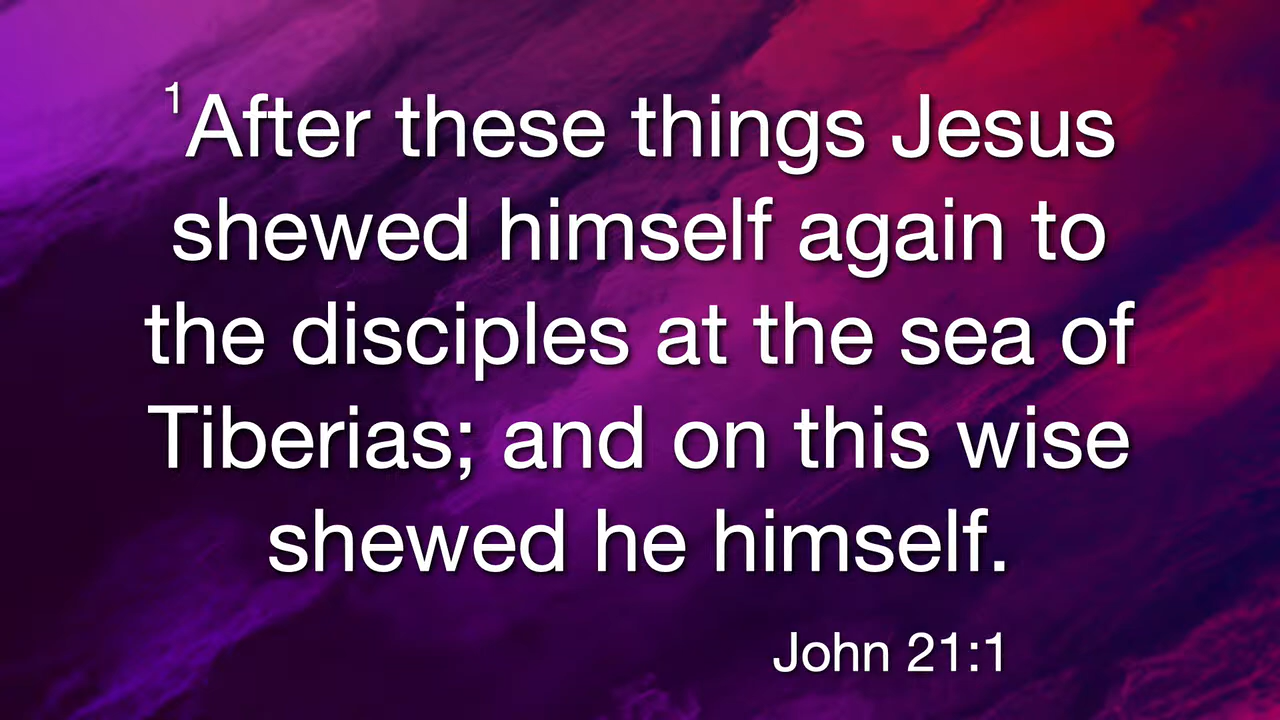 1After these things Jesus
shewed himself again to
the disciples at the sea of
Tiberias; and on this wise
shewed he himself.
John 21:1